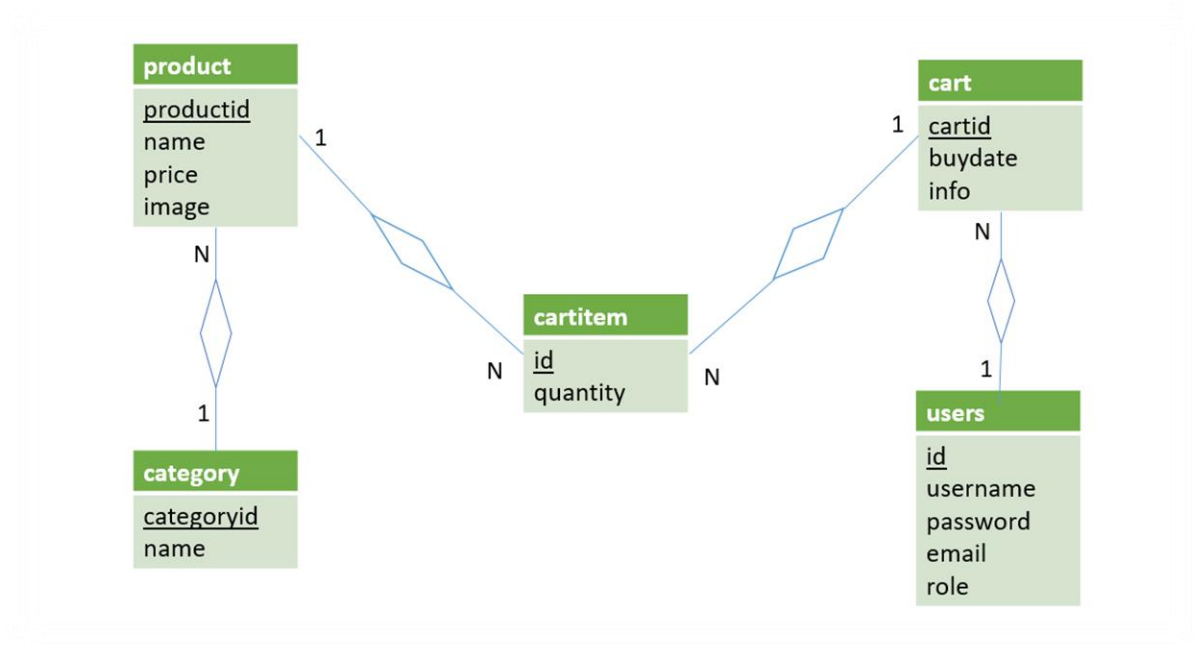 product
productid
name
price
image
1
N
1
category
categoryid
name
cartitem
id
quantity
N
N
cart
cartid
buydate
info
1
N
1
users
id
username
password
email
role